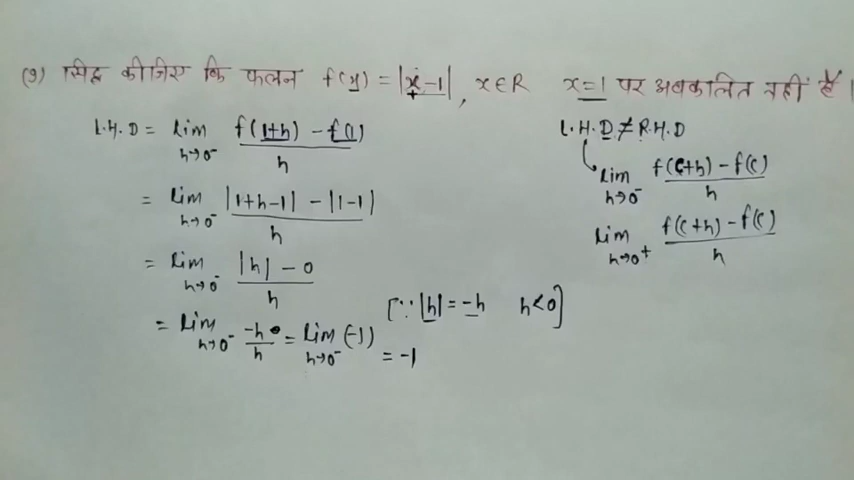 (9) सिद्ध कीजिए कि फलन f(x) = |x-1|, x∈R x=1 पर अवकलित नहीं है।
L.H.D = lim h→0⁻ f(1+h) - f(1) / h
= lim h→0⁻ |1+h-1| - |1-1| / h
= lim h→0⁻ |h| - 0 / h
= lim h→0⁻ -h / h = lim h→0⁻ (-1)
[∵ |h| = -h h<0]
= -1
L.H.D ≠ R.H.D
lim h→0⁻ f(c+h) - f(c) / h
lim h→0⁺ f(c+h) - f(c) / h